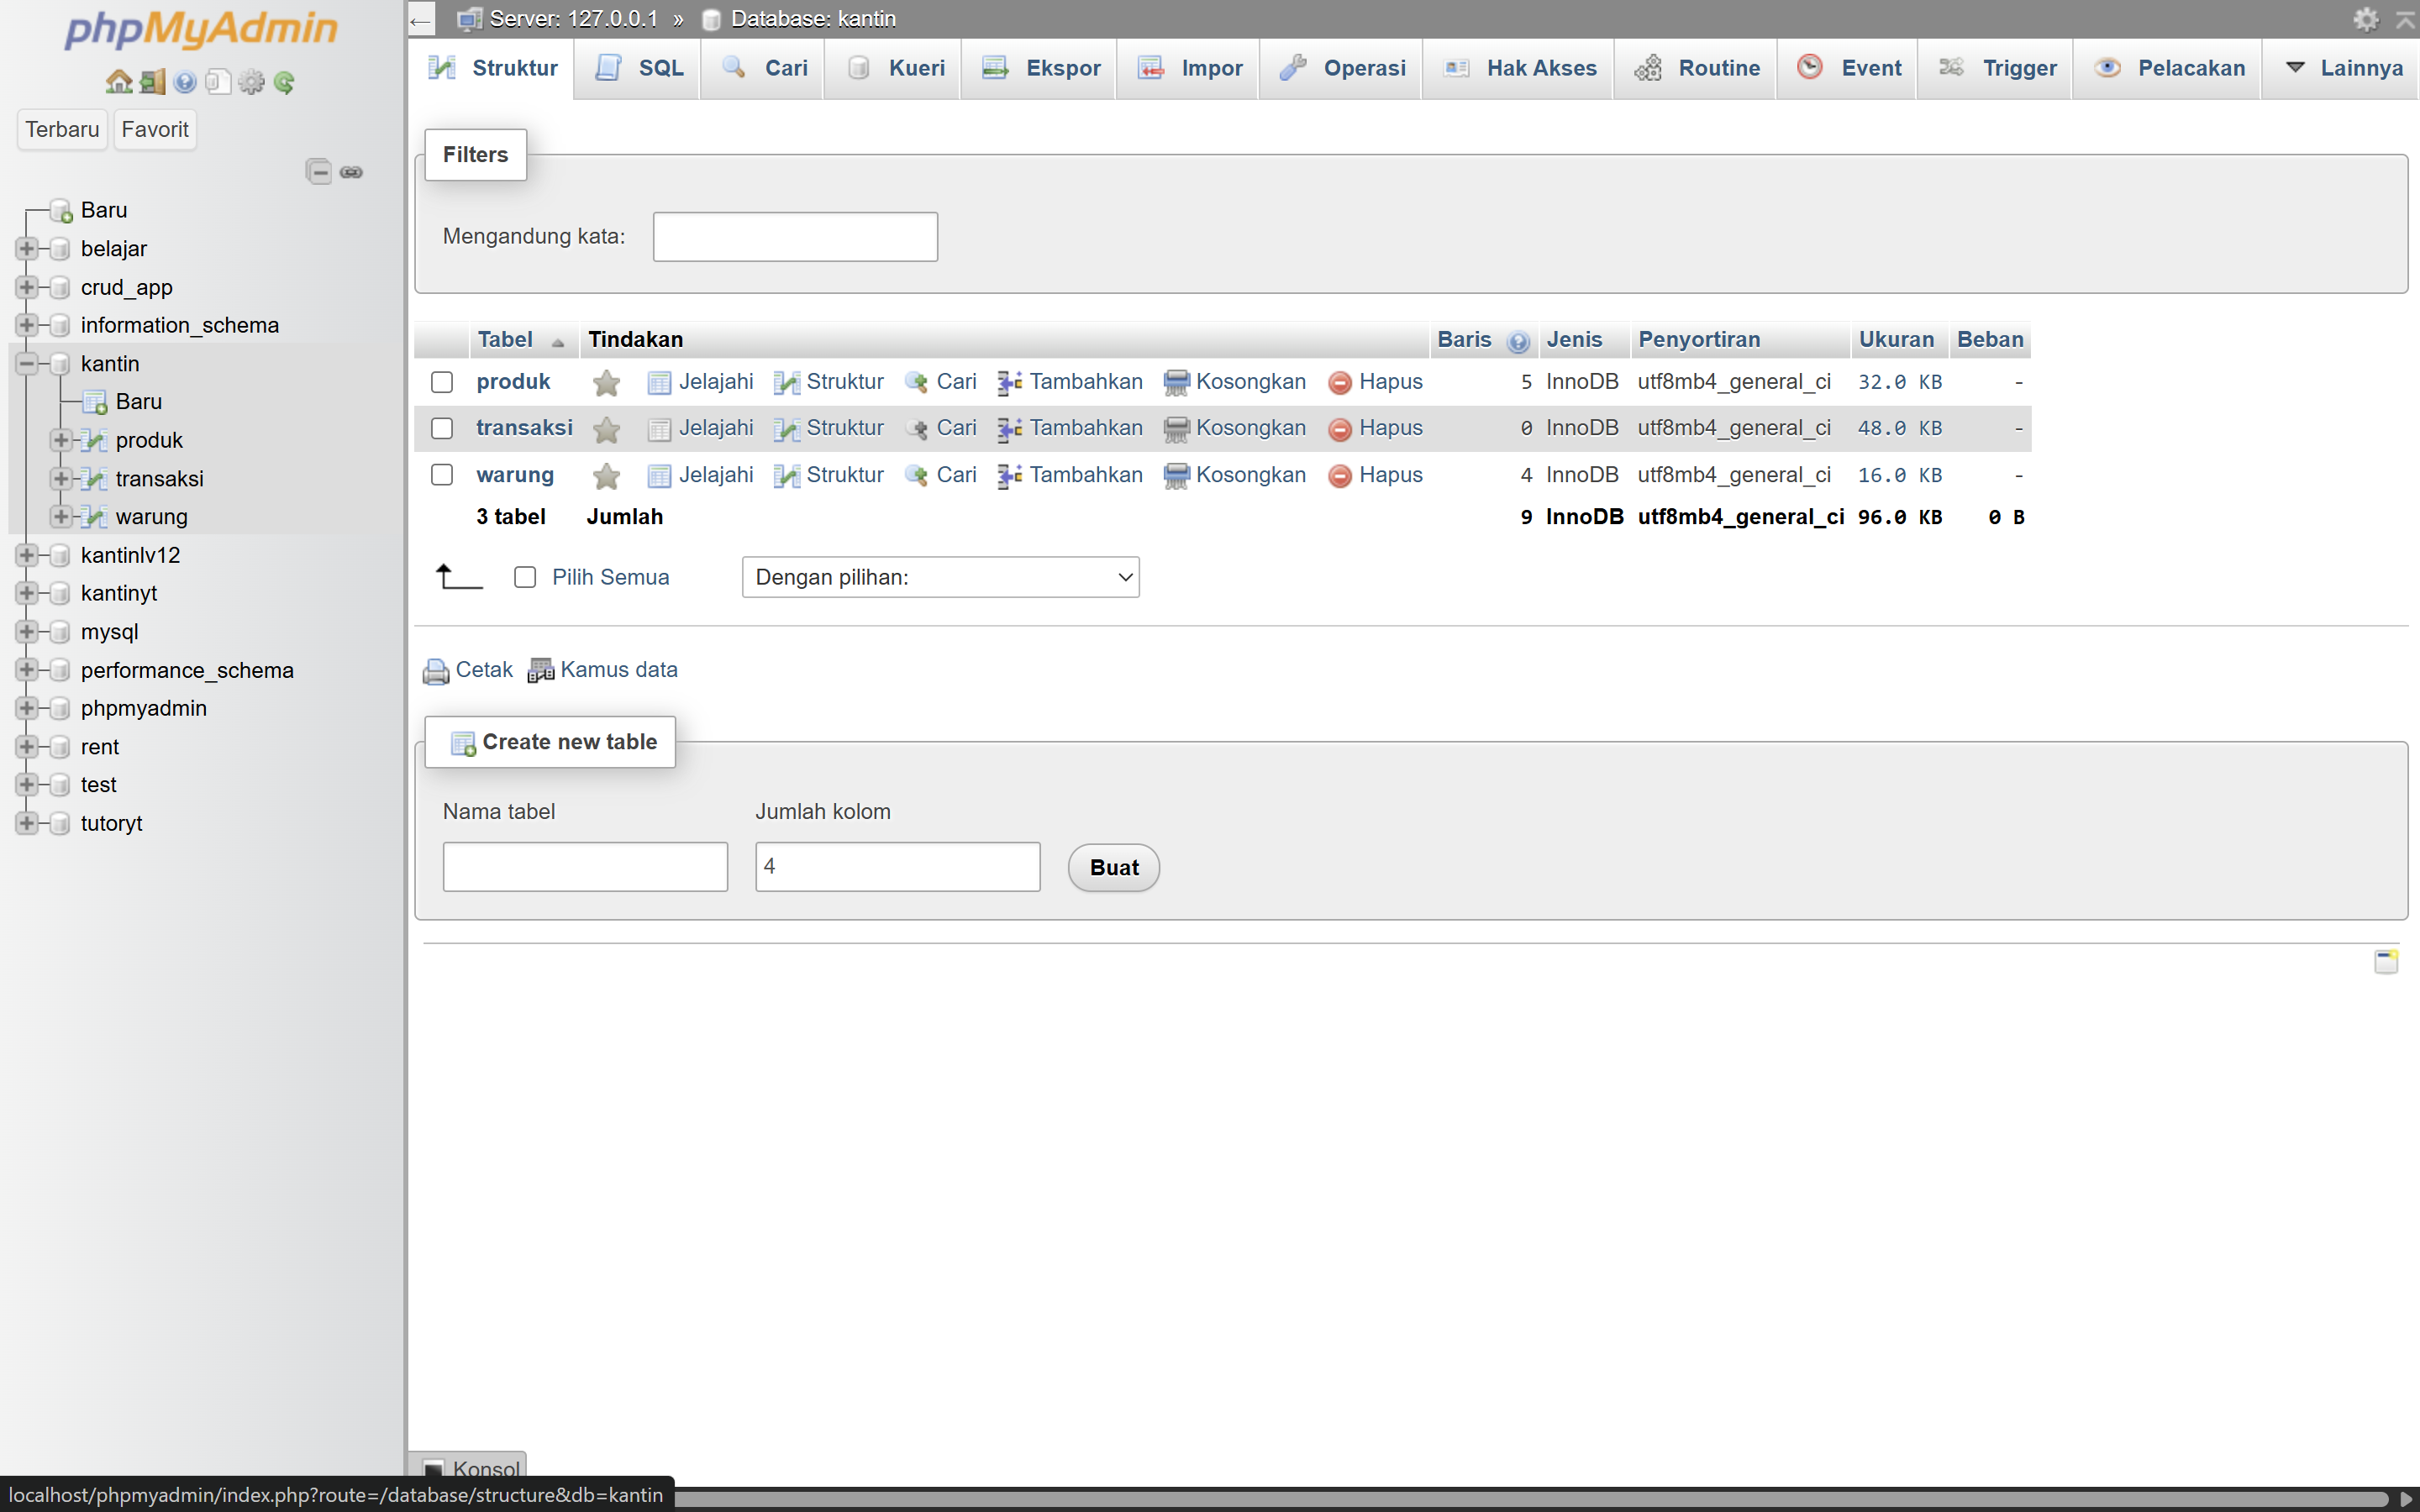 phpMyAdmin
Terbaru Favorit
Baru
belajar
crud_app
information_schema
kantin
Baru
produk
transaksi
warung
kantinlv12
kantinyt
mysql
performance_schema
phpmyadmin
rent
test
tutoryt
← Server: 127.0.0.1 » Database: kantin
Struktur SQL Cari Kueri Ekspor Impor Operasi Hak Akses Routine Event Trigger Pelacakan Lainnya
Filters
Mengandung kata:
Tabel Tindakan Baris Jenis Penyortiran Ukuran Beban
produk Jelajahi Struktur Cari Tambahkan Kosongkan Hapus 5 InnoDB utf8mb4_general_ci 32.0 KB -
transaksi Jelajahi Struktur Cari Tambahkan Kosongkan Hapus 0 InnoDB utf8mb4_general_ci 48.0 KB -
warung Jelajahi Struktur Cari Tambahkan Kosongkan Hapus 4 InnoDB utf8mb4_general_ci 16.0 KB -
3 tabel Jumlah 9 InnoDB utf8mb4_general_ci 96.0 KB 0 B
Pilih Semua Dengan pilihan:
Cetak Kamus data
Create new table
Nama tabel Jumlah kolom
4 Buat
Konsol
localhost/phpmyadmin/index.php?route=/database/structure&db=kantin